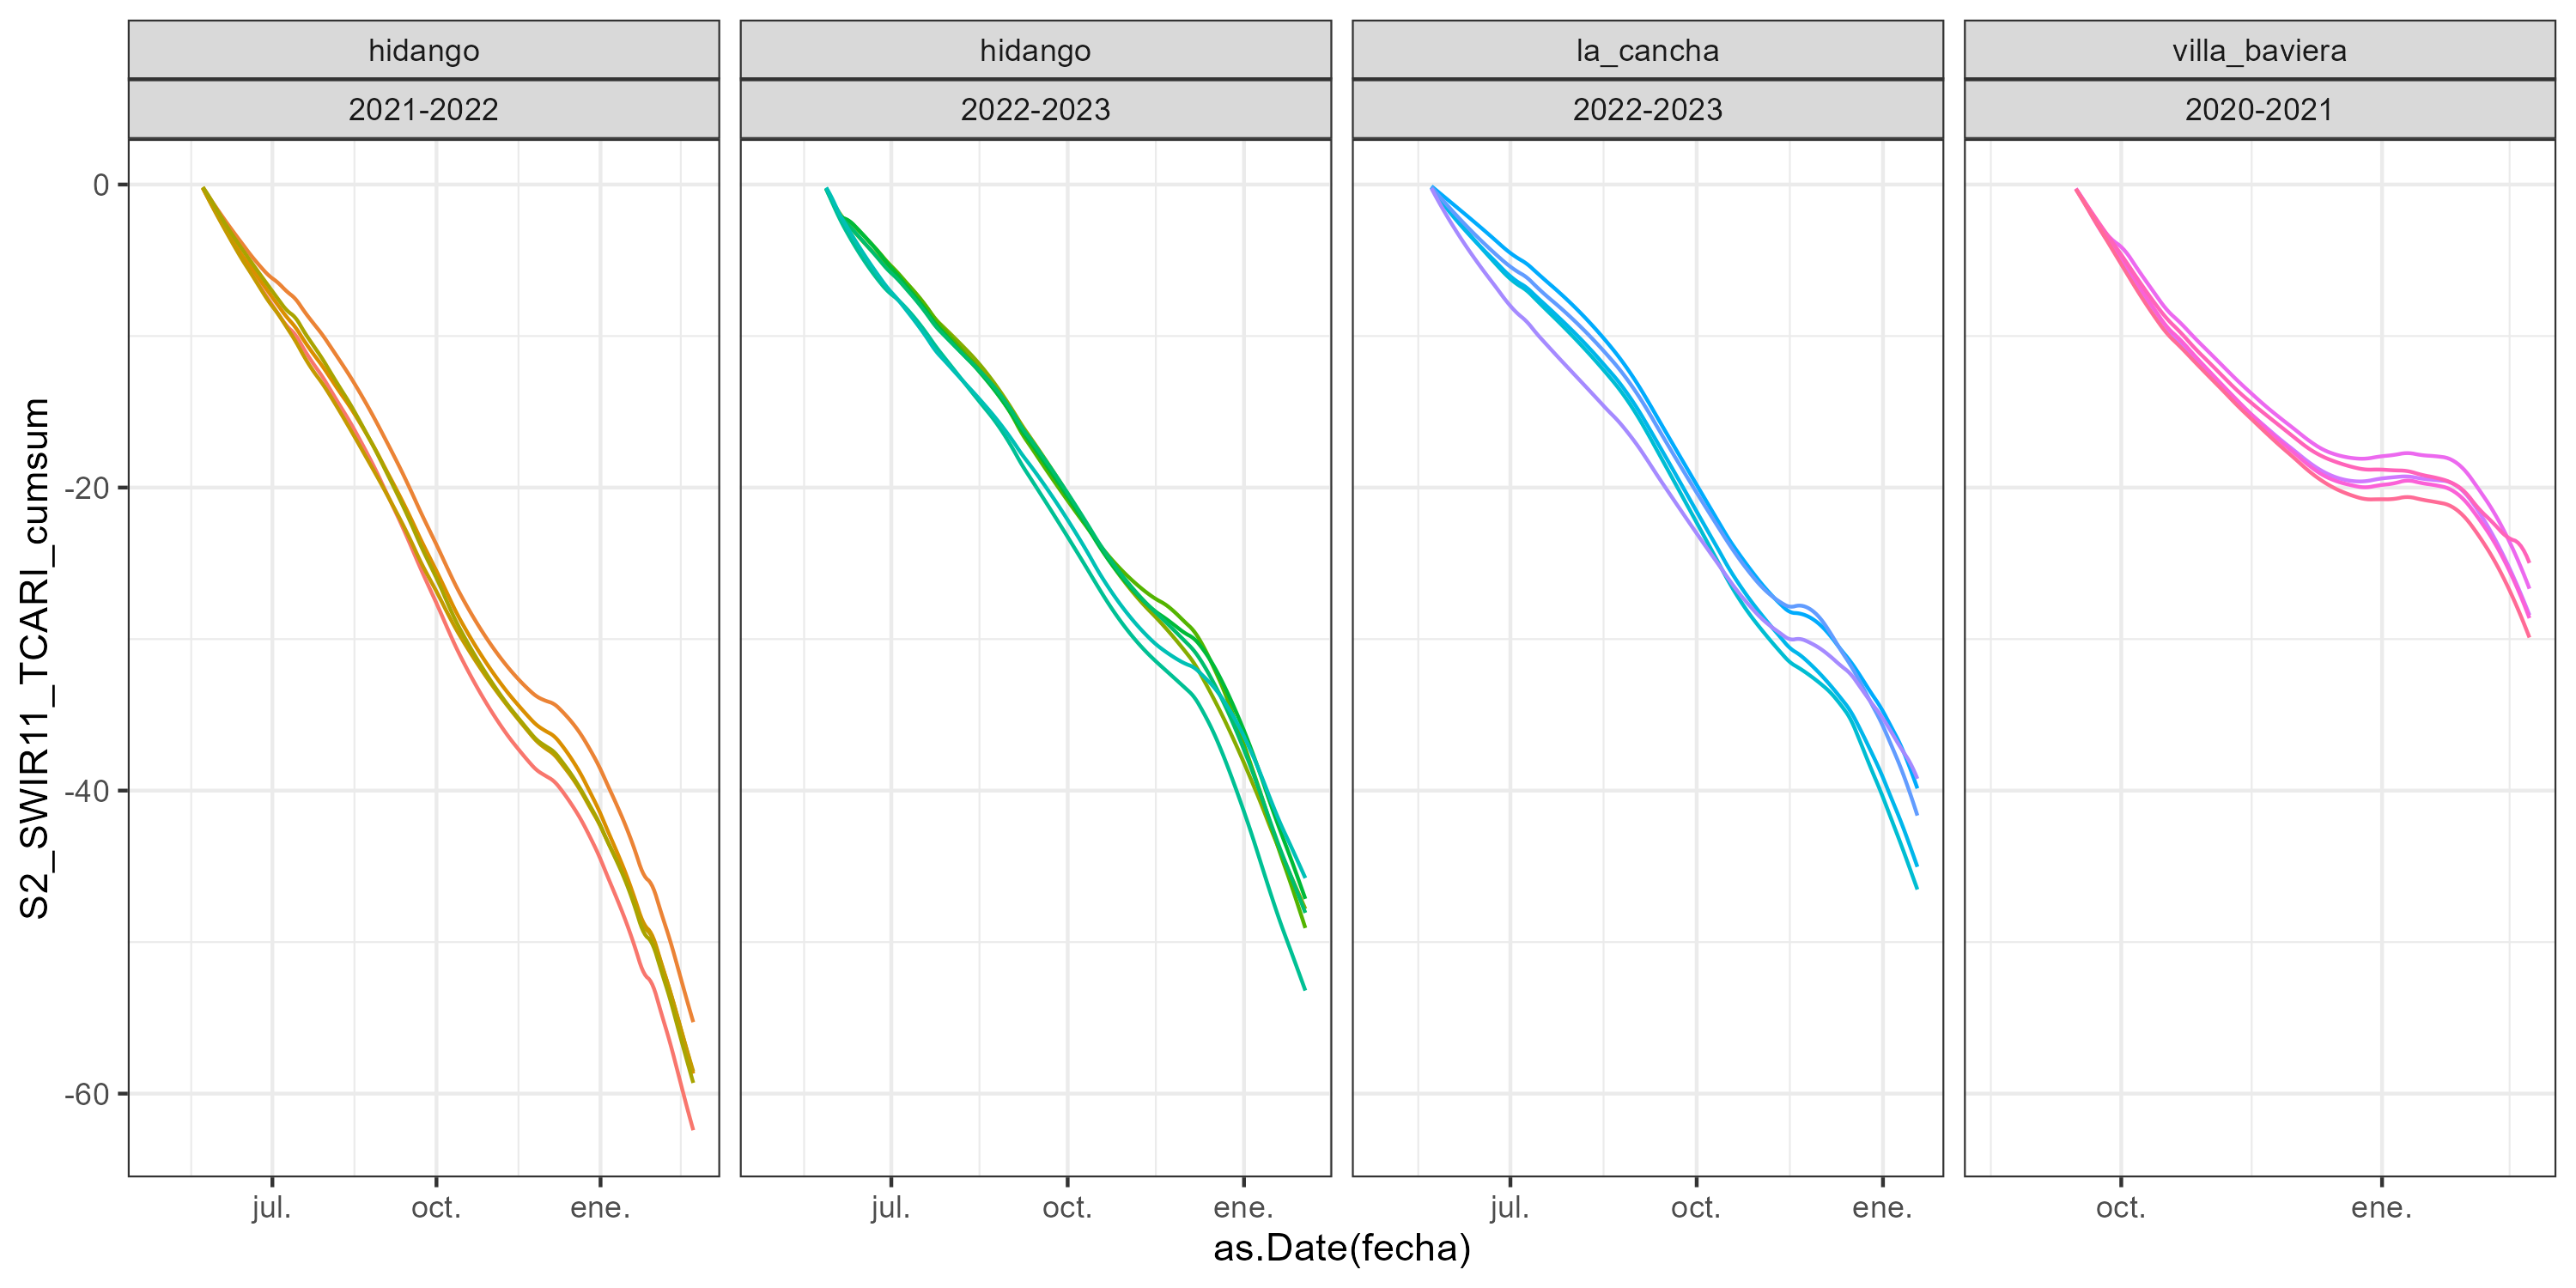 hidango
hidango
la_cancha
villa_baviera
2021-2022
2022-2023
2022-2023
2020-2021
S2_SWIR11_TCARI_cumsum
0
-20
-40
-60
jul.
oct.
ene.
jul.
oct.
ene.
jul.
oct.
ene.
oct.
ene.
as.Date(fecha)